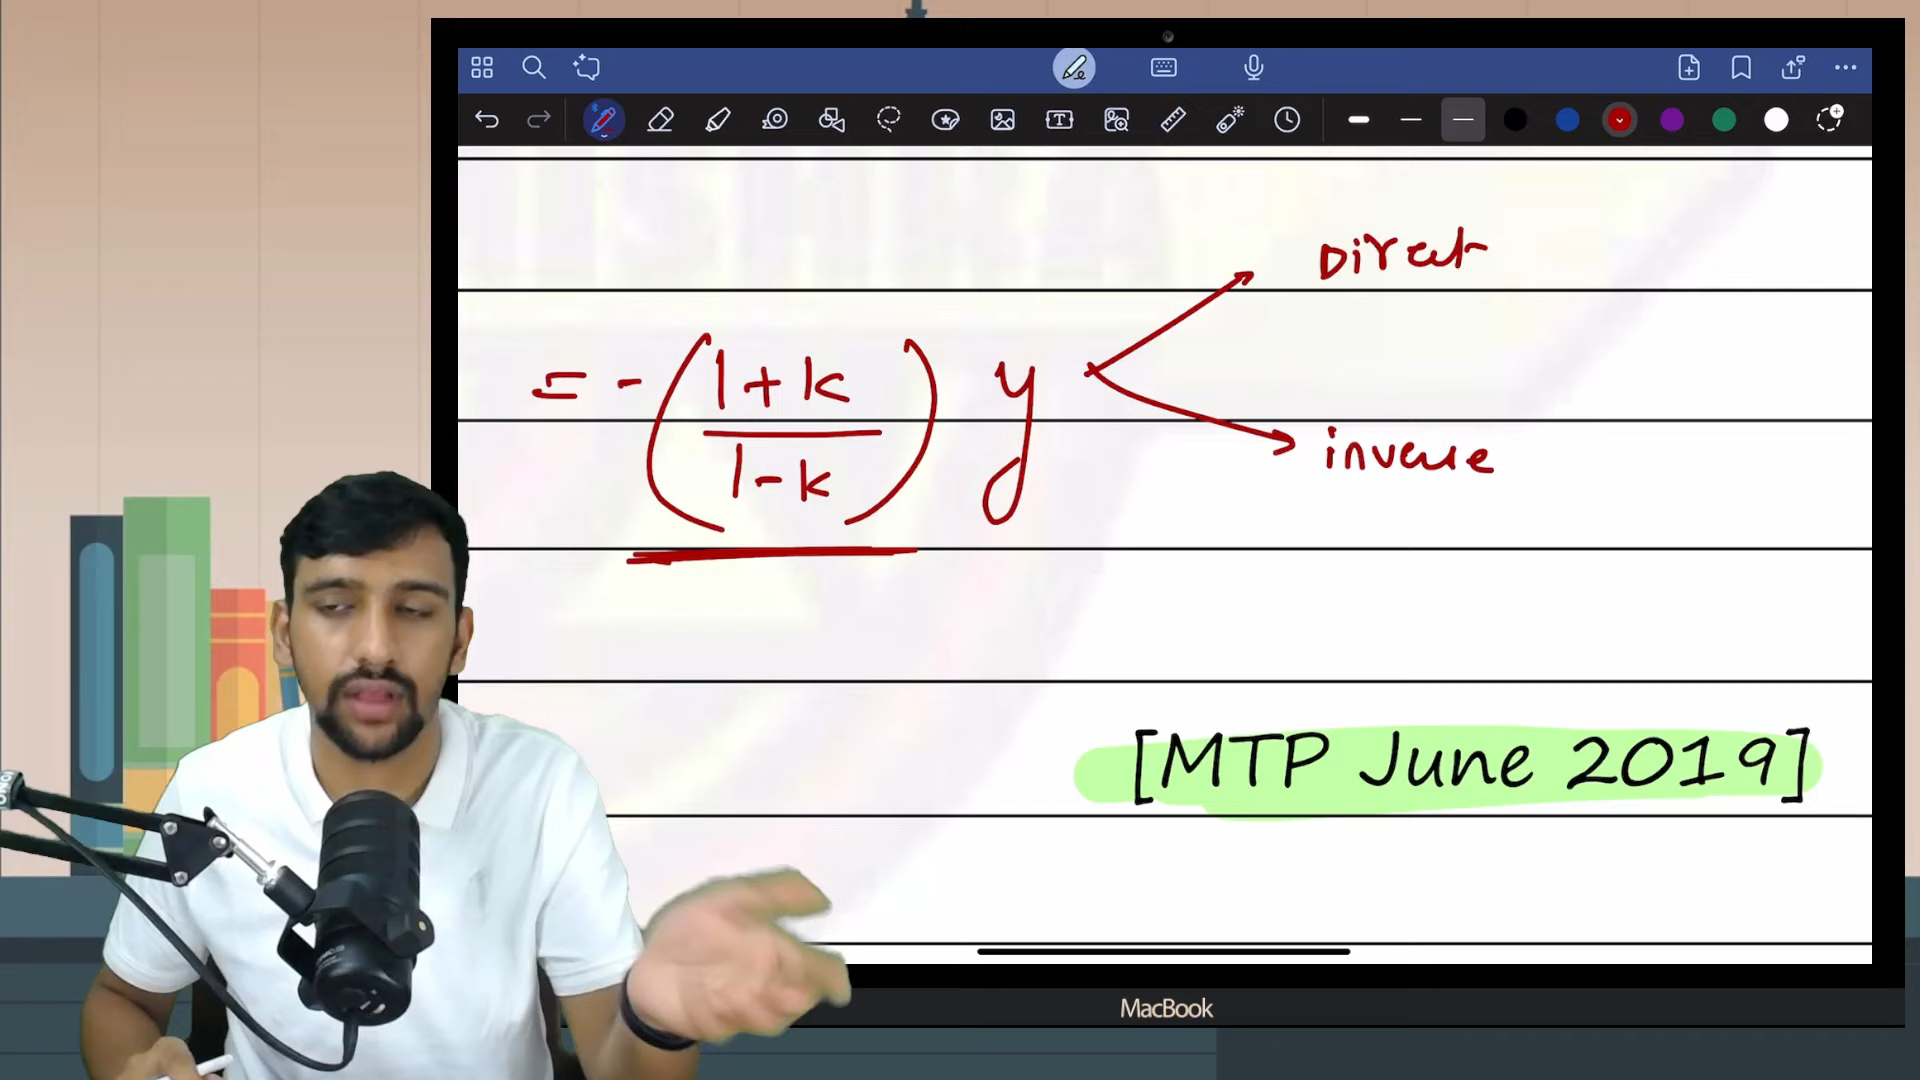 Direct
= - (1+k / 1-k) y
inverse
[MTP June 2019]
MacBook